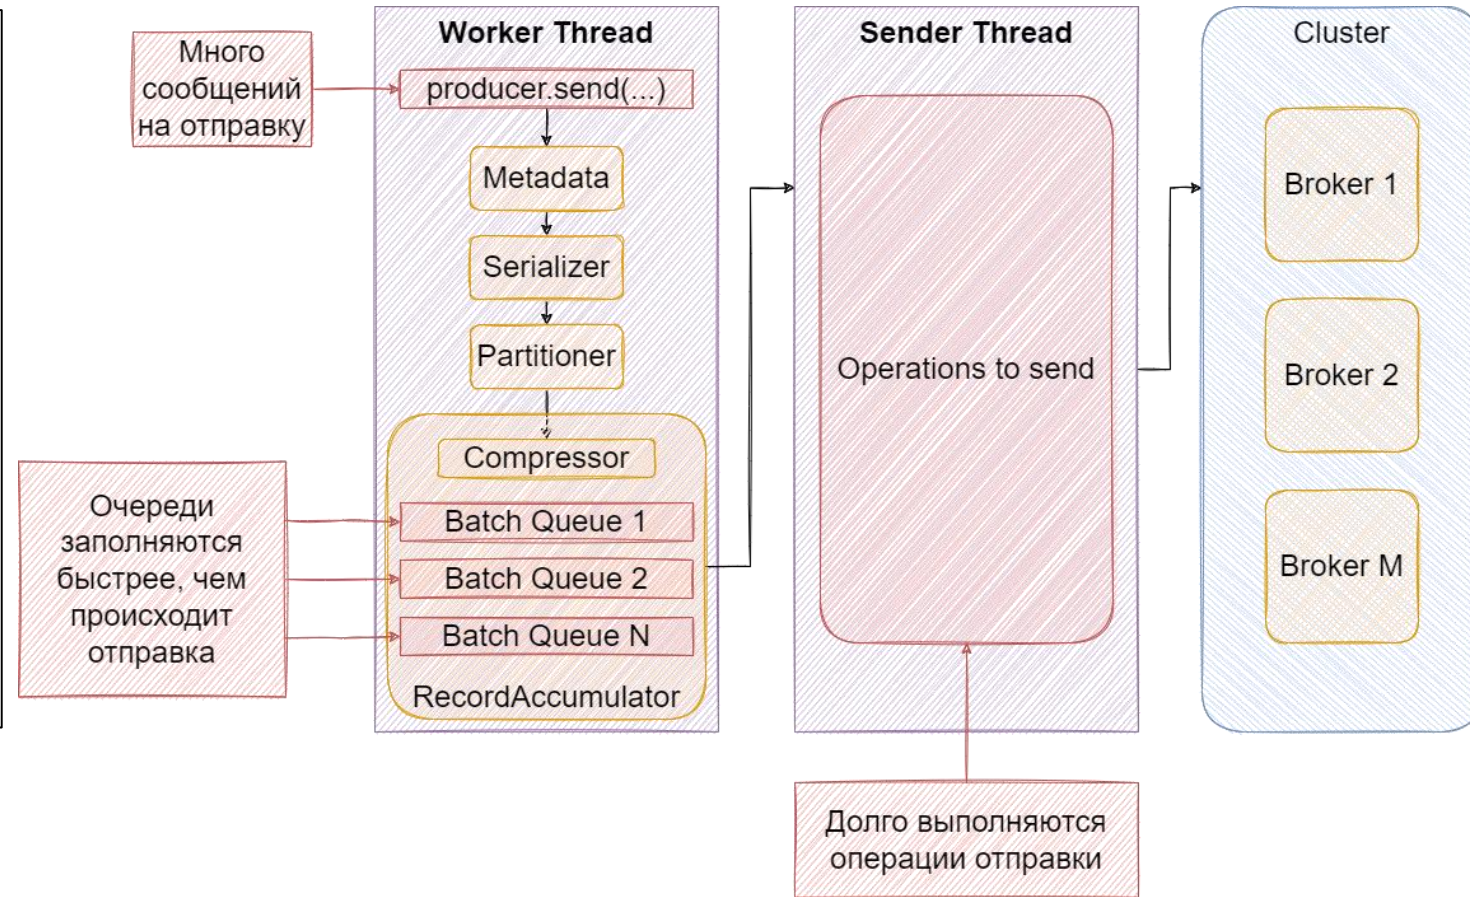 Много
сообщений
на отправку
Worker Thread
producer.send(...)
Metadata
Serializer
Partitioner
Compressor
Batch Queue 1
Batch Queue 2
Batch Queue N
RecordAccumulator
Очереди
заполняются
быстрее, чем
происходит
отправка
Sender Thread
Operations to send
Долго выполняются
операции отправки
Cluster
Broker 1
Broker 2
Broker M